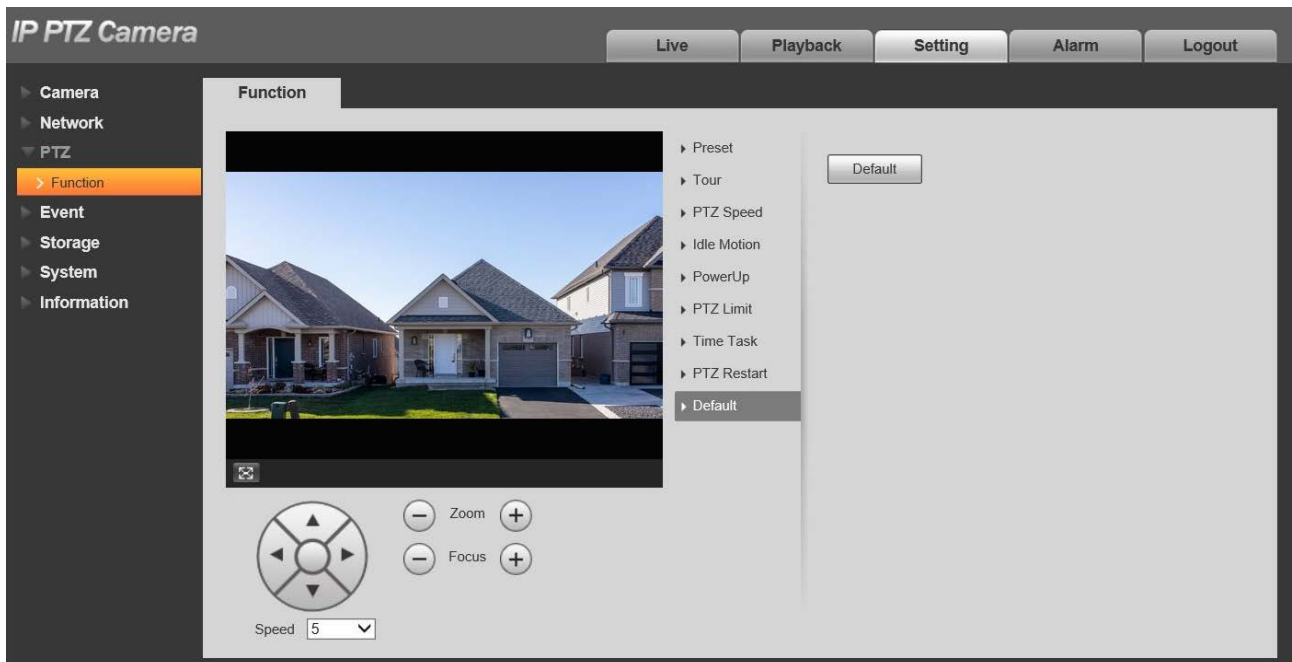 IP PTZ Camera
Live Playback Setting Alarm Logout
Camera
Network
PTZ
Function
Event
Storage
System
Information
Function
Preset
Tour
PTZ Speed
Idle Motion
PowerUp
PTZ Limit
Time Task
PTZ Restart
Default
Default
Zoom
Focus
Speed 5